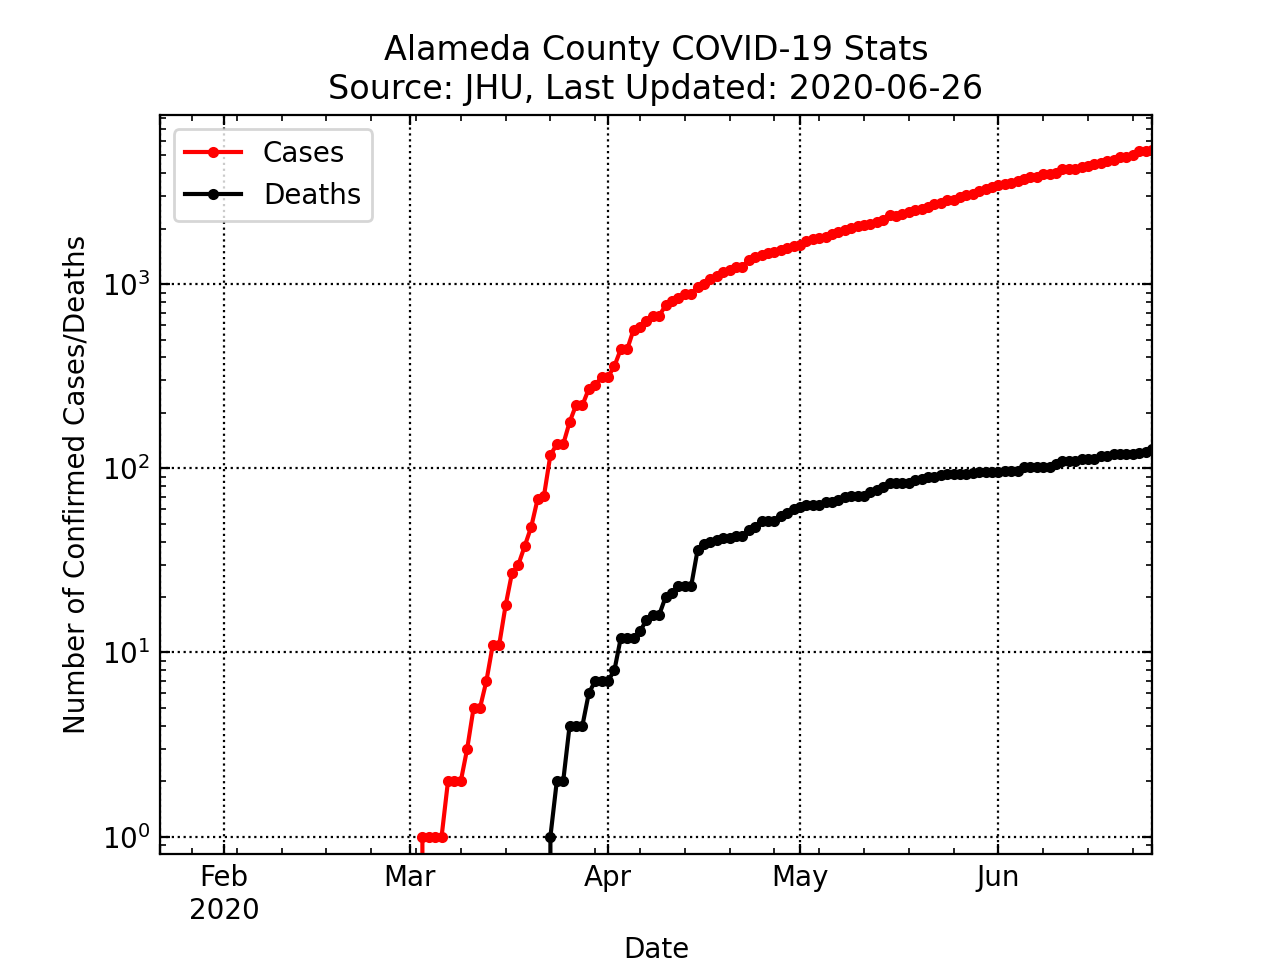 Alameda County COVID-19 Stats
Source: JHU, Last Updated: 2020-06-26
Cases
Deaths
Number of Confirmed Cases/Deaths
10³
10²
10¹
10⁰
Feb Mar Apr May Jun
2020
Date